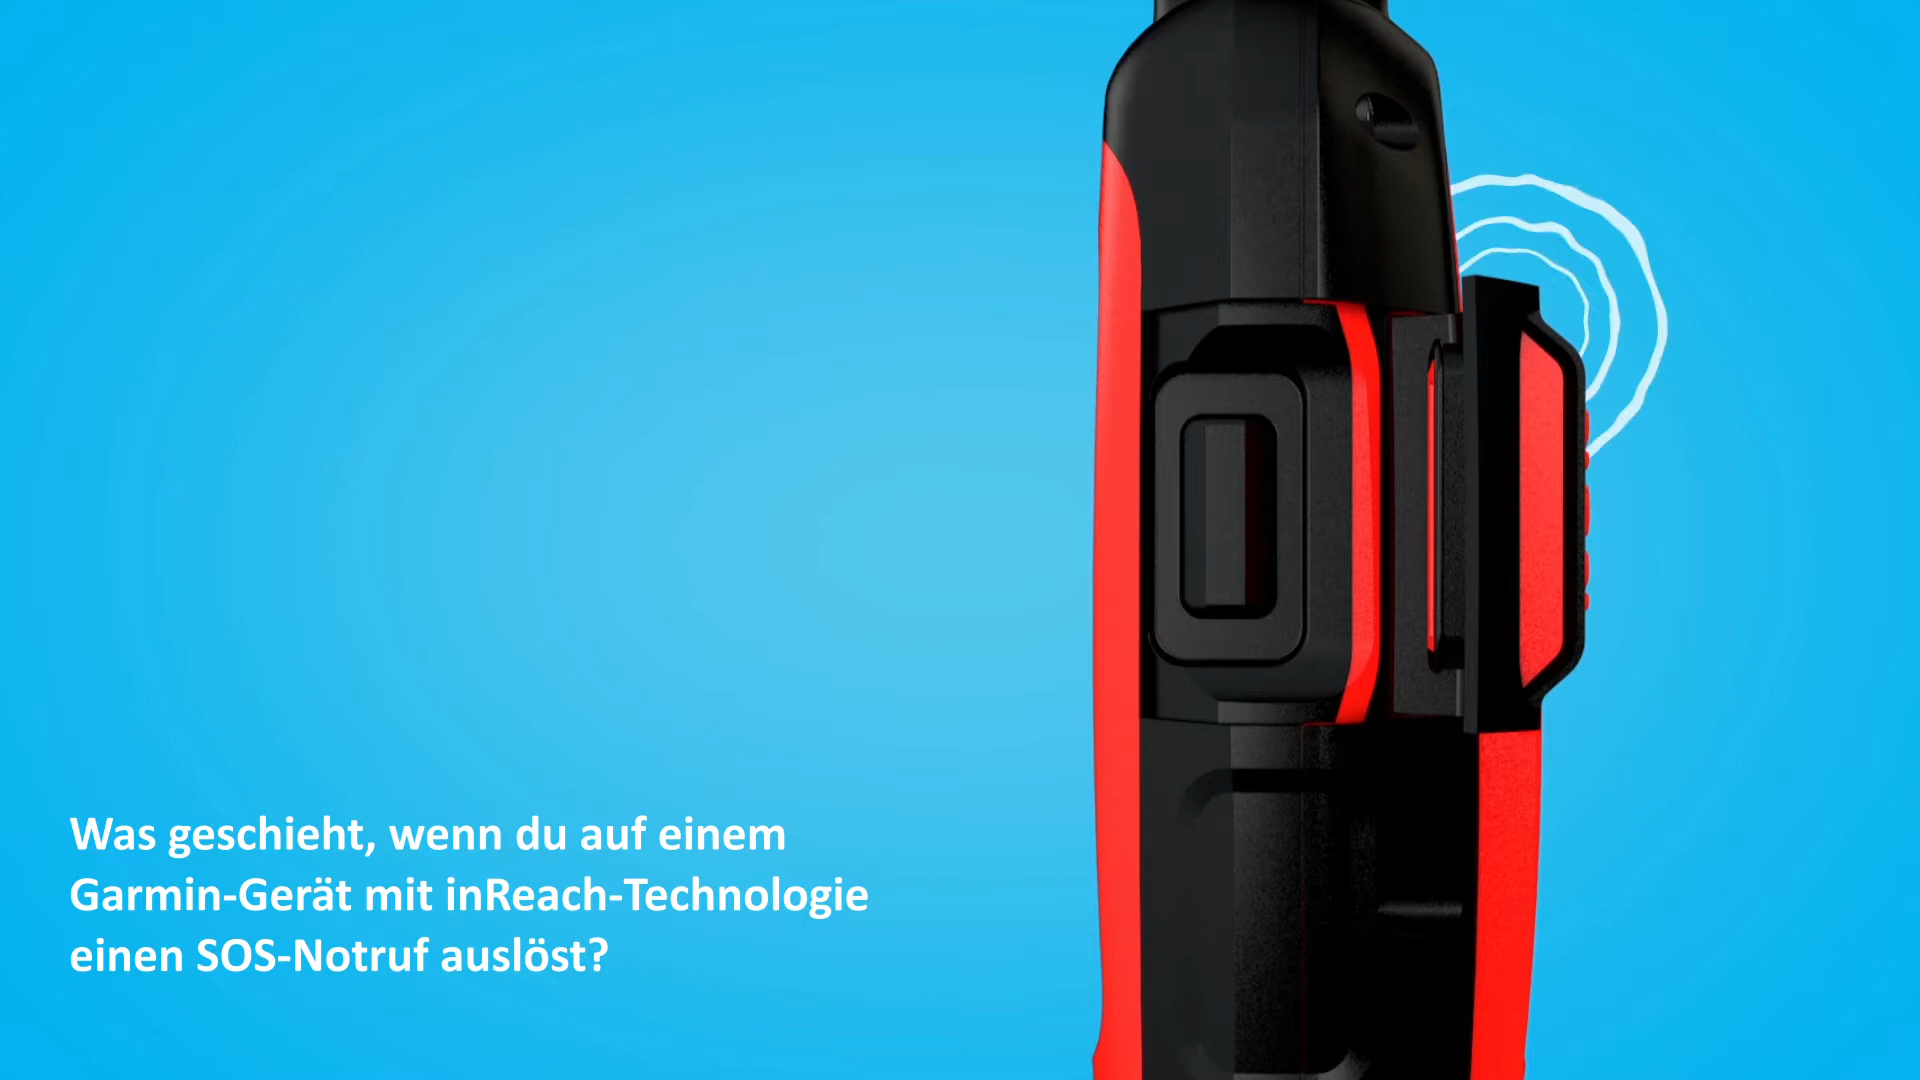 Was geschieht, wenn du auf einem
Garmin-Gerät mit inReach-Technologie
einen SOS-Notruf auslöst?